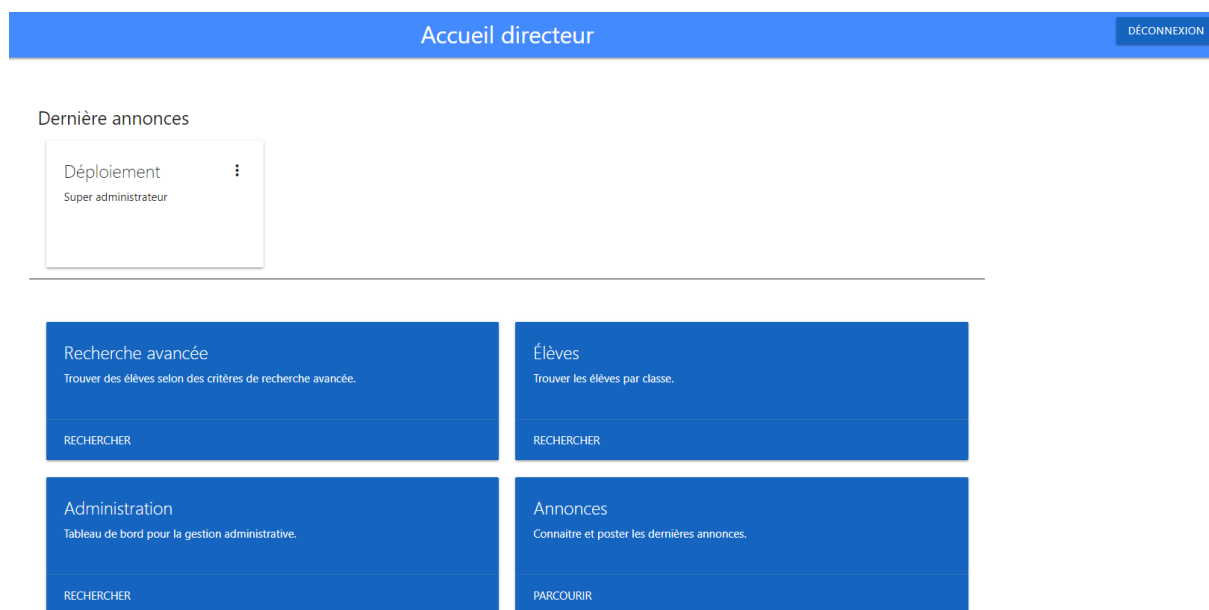 Accueil directeur
DÉCONNEXION
Dernière annonces
Déploiement
Super administrateur
Recherche avancée
Trouver des élèves selon des critères de recherche avancée.
RECHERCHER
Élèves
Trouver les élèves par classe.
RECHERCHER
Administration
Tableau de bord pour la gestion administrative.
RECHERCHER
Annonces
Connaitre et poster les dernières annonces.
PARCOURIR